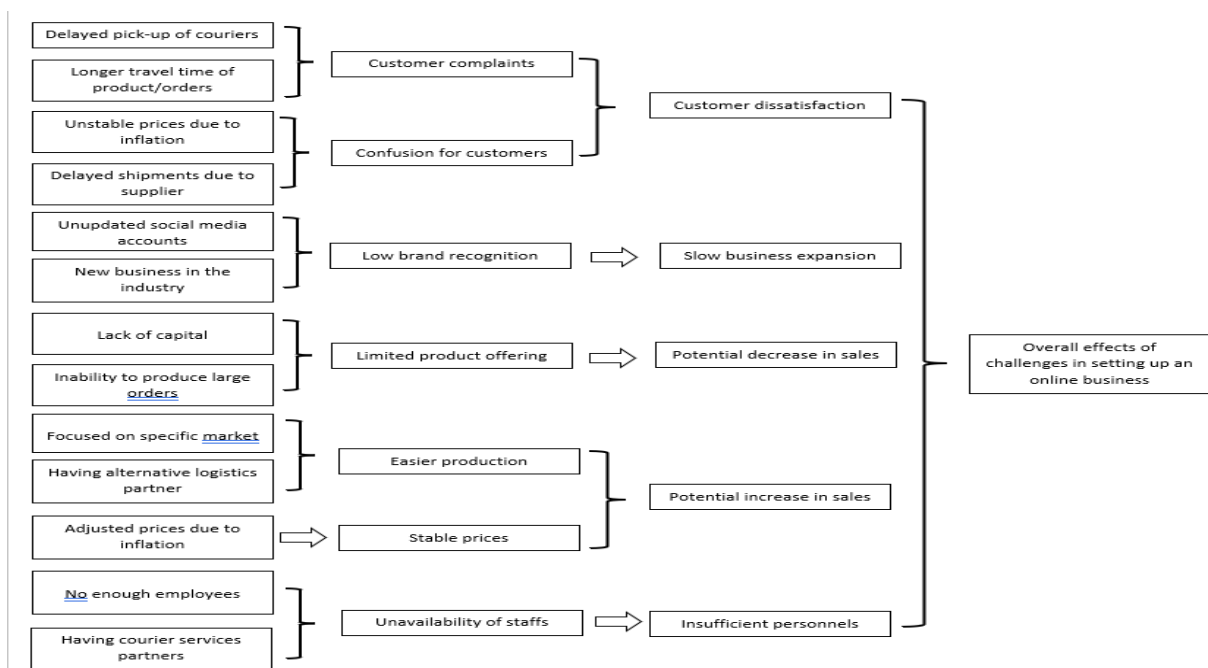 Delayed pick-up of couriers
Longer travel time of
product/orders
Unstable prices due to
inflation
Delayed shipments due to
supplier
Unupdated social media
accounts
New business in the
industry
Lack of capital
Inability to produce large
orders
Focused on specific market
Having alternative logistics
partner
Adjusted prices due to
inflation
No enough employees
Having courier services
partners
Customer complaints
Confusion for customers
Low brand recognition
Limited product offering
Easier production
Stable prices
Unavailability of staffs
Customer dissatisfaction
Slow business expansion
Potential decrease in sales
Potential increase in sales
Insufficient personnels
Overall effects of
challenges in setting up an
online business